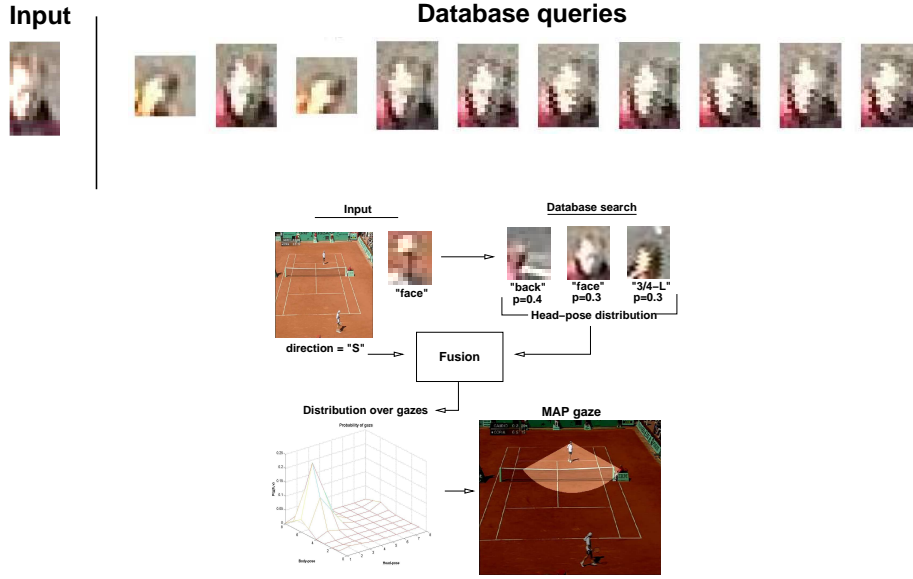 Input
Database queries
Input
Database search
"face"
"back"
p=0.4
"face"
p=0.3
"3/4-L"
p=0.3
Head-pose distribution
direction = "S"
Fusion
Distribution over gazes
MAP gaze
Probability of gaze
Body-pose
Head-pose